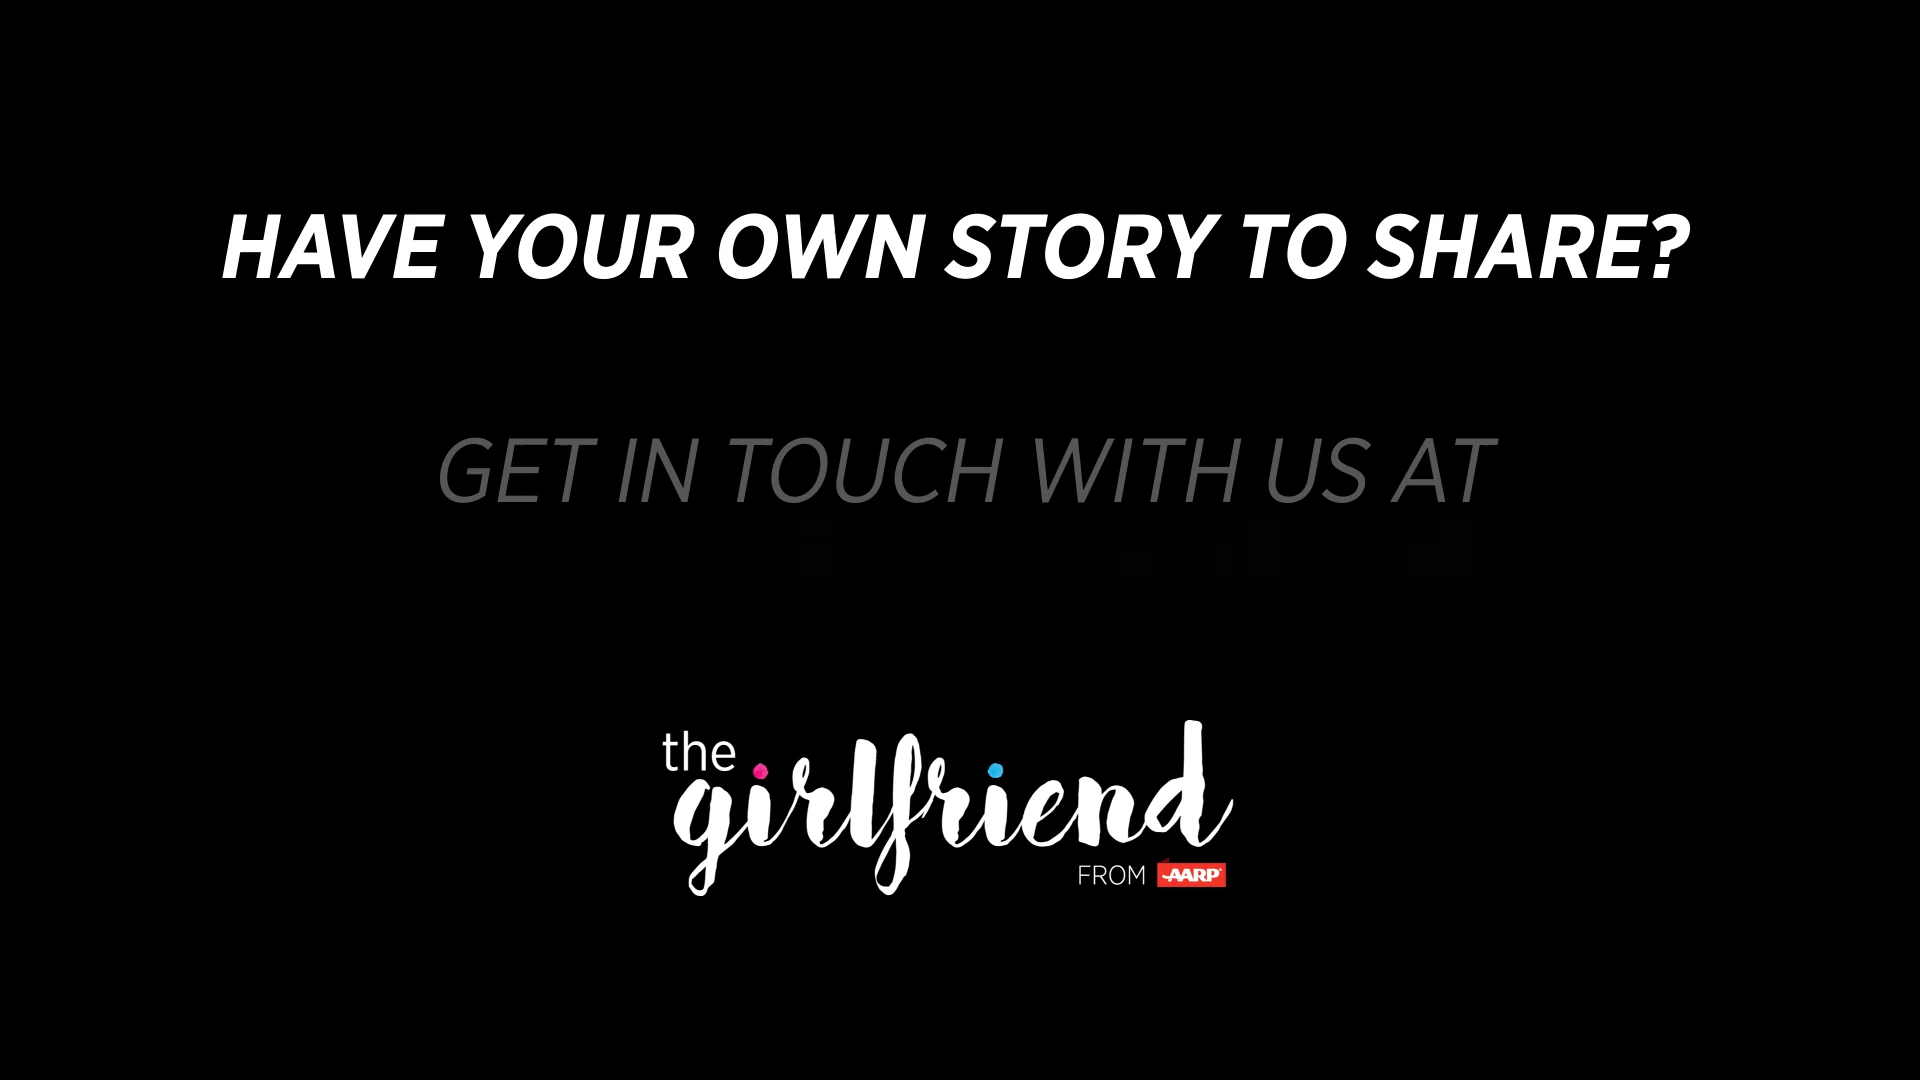 HAVE YOUR OWN STORY TO SHARE?
GET IN TOUCH WITH US AT
the
girlfriend
FROM AARP